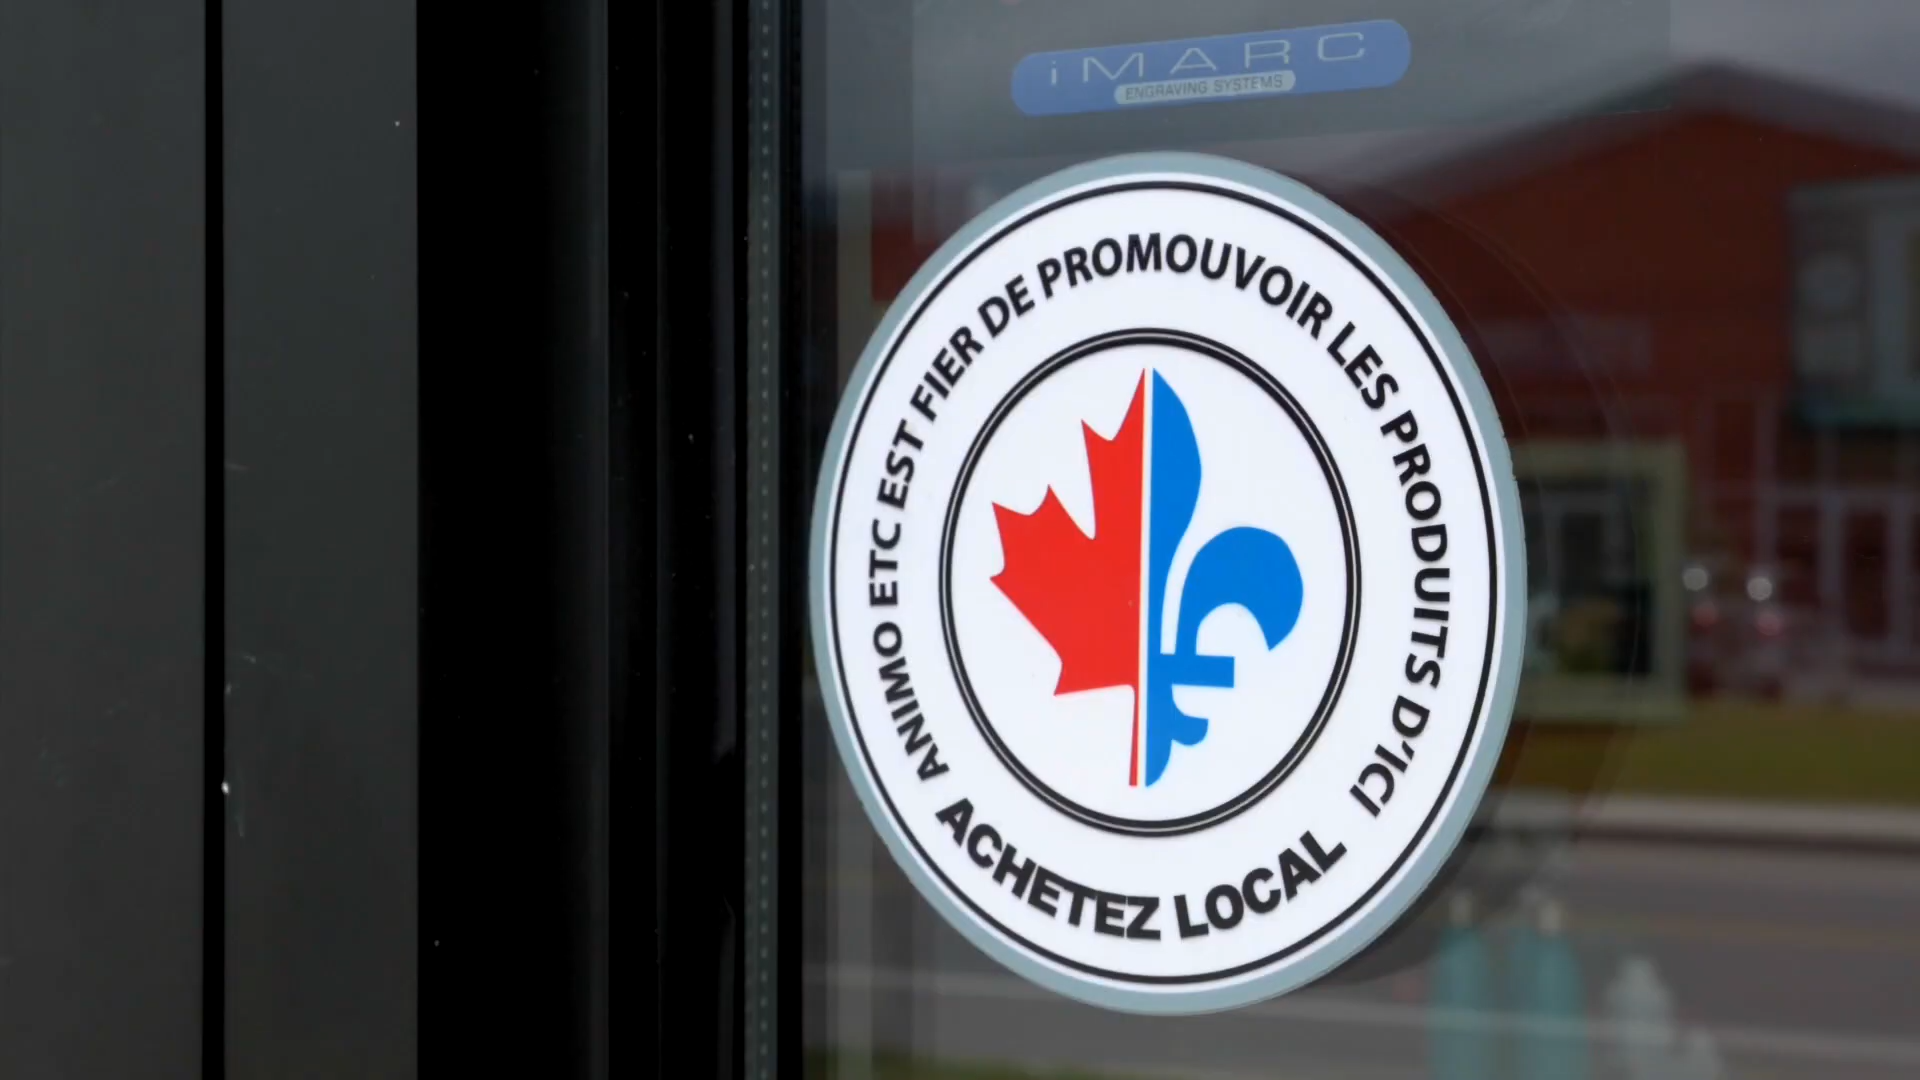 iMARC
ENGRAVING SYSTEMS
ANIMO ETC EST FIER DE PROMOUVOIR LES PRODUITS D'ICI
ACHETEZ LOCAL